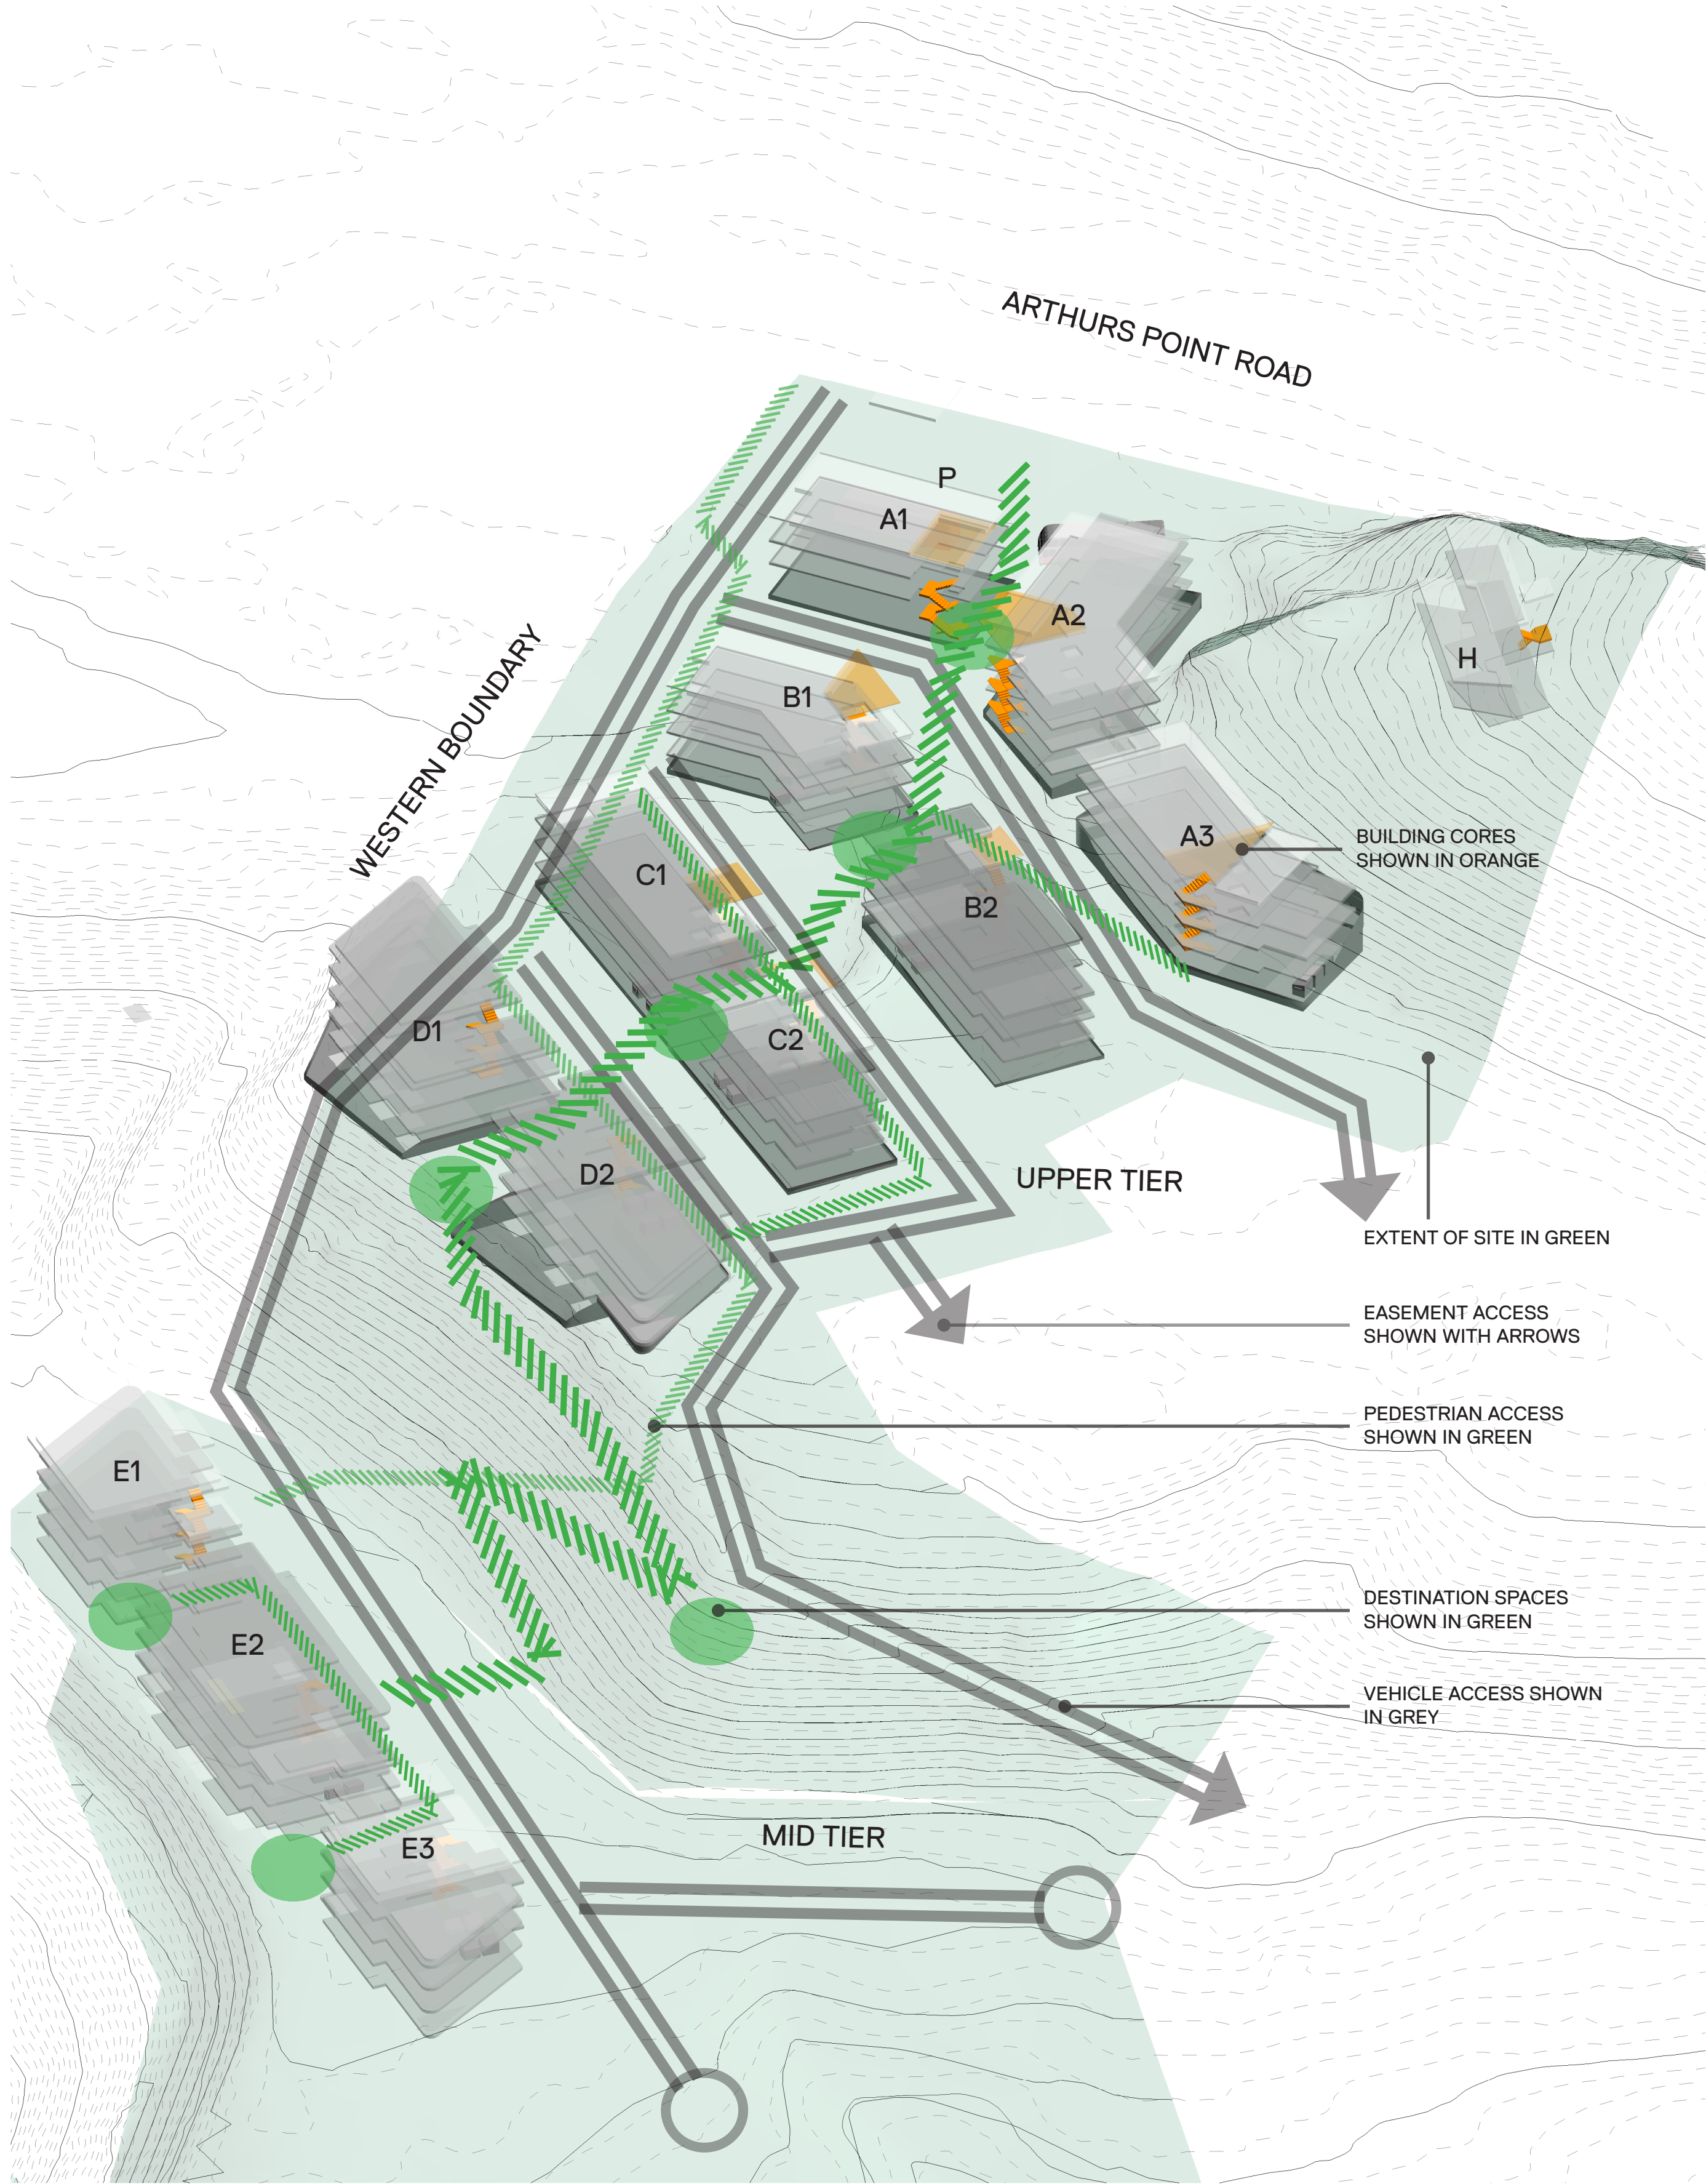 ARTHURS POINT ROAD
P
A1
A2
H
WESTERN BOUNDARY
B1
A3
BUILDING CORES
SHOWN IN ORANGE
C1
B2
D1
C2
D2
UPPER TIER
EXTENT OF SITE IN GREEN
EASEMENT ACCESS
SHOWN WITH ARROWS
PEDESTRIAN ACCESS
SHOWN IN GREEN
E1
DESTINATION SPACES
SHOWN IN GREEN
E2
VEHICLE ACCESS SHOWN
IN GREY
MID TIER
E3